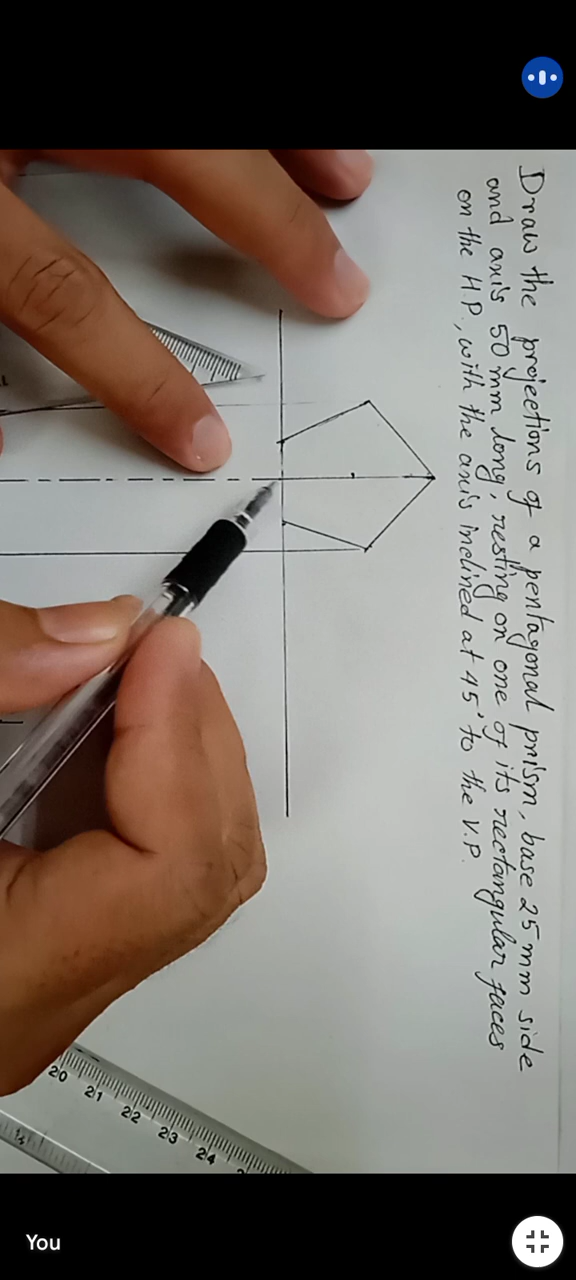 Draw the projections of a pentagonal prism, base 25 mm side
and axis 50 mm long, resting on one of its rectangular faces
on the H.P., with the axis inclined at 45° to the V.P.
20 21 22 23 24
You